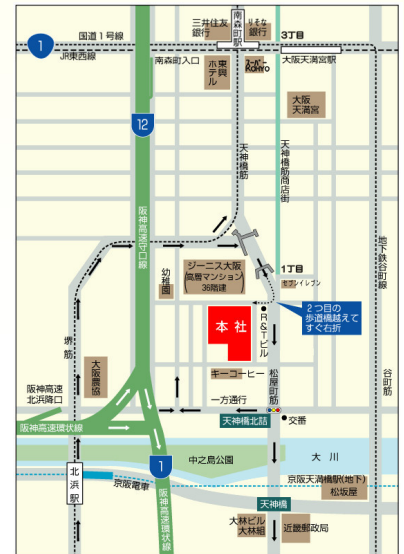 三井住友
銀行
南森町駅
りそな
銀行
国道1号線
3丁目
1
JR東西線
南森町入口
東興
ホテル
スーパー
KOHYO
大阪天満宮駅
大阪
天満宮
12
天神橋筋
天神橋筋商店街
阪神高速守口線
地下鉄谷町線
幼稚園
ジーニス大阪
(高層マンション)
36階建
1丁目
セブンイレブン
2つ目の
歩道橋越えて
すぐ右折
本社
R&Tビル
堺筋
大阪農協
キーコーヒー
松屋町筋
谷町筋
阪神高速
北浜降口
一方通行
天神橋北詰
交番
阪神高速環状線
中之島公園
大川
1
北浜駅
京阪電車
京阪天満橋駅(地下)
松坂屋
阪神高速環状線
天神橋
大林ビル
大林組
近畿郵政局